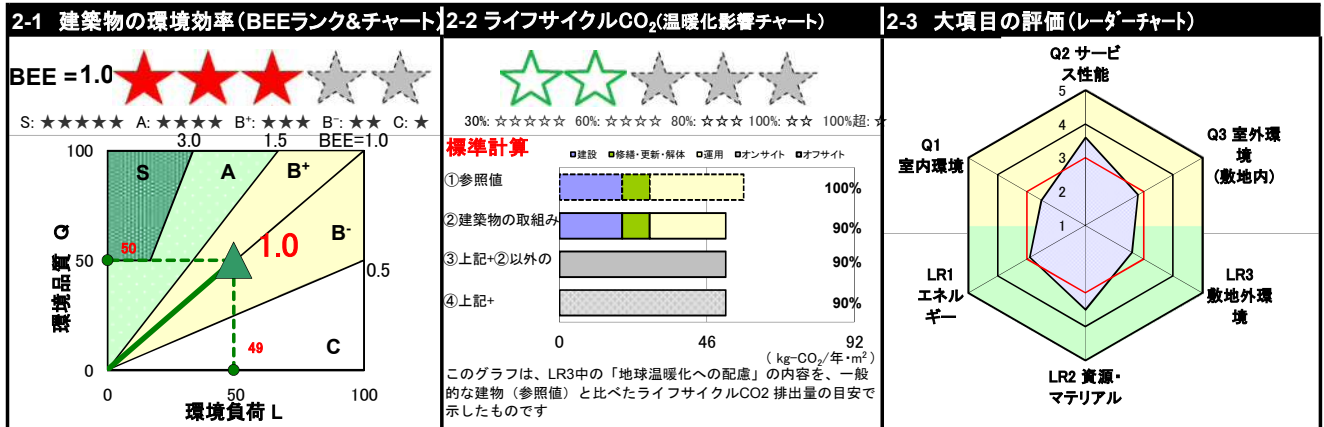 2-1 建築物の環境効率(BEEランク&チャート)
BEE = 1.0
S: ★★★★★ A: ★★★★ B⁺: ★★★ B⁻: ★★ C: ★
3.0 1.5 BEE=1.0
100
S
A
B⁺
B⁻
50
50
1.0
0.5
C
49
0
0 50 100
環境品質 Q
環境負荷 L
2-2 ライフサイクルCO₂(温暖化影響チャート)
30%: ☆☆☆☆☆ 60%: ☆☆☆☆ 80%: ☆☆☆ 100%: ☆☆ 100%超: ☆
標準計算
■建設 ■修繕・更新・解体 □運用 ■オンサイト ■オフサイト
①参照値 100%
②建築物の取組み 90%
③上記+②以外の 90%
④上記+ 90%
0 46 92
( kg-CO₂/年・m² )
このグラフは、LR3中の「地球温暖化への配慮」の内容を、一般
的な建物(参照値)と比べたライフサイクルCO2 排出量の目安で
示したものです
2-3 大項目の評価(レーダーチャート)
Q2 サービ
ス性能
5
4
3
2
1
Q1
室内環境
Q3 室外環
境
(敷地内)
LR1
エネル
ギー
LR3
敷地外環
境
LR2 資源・
マテリアル